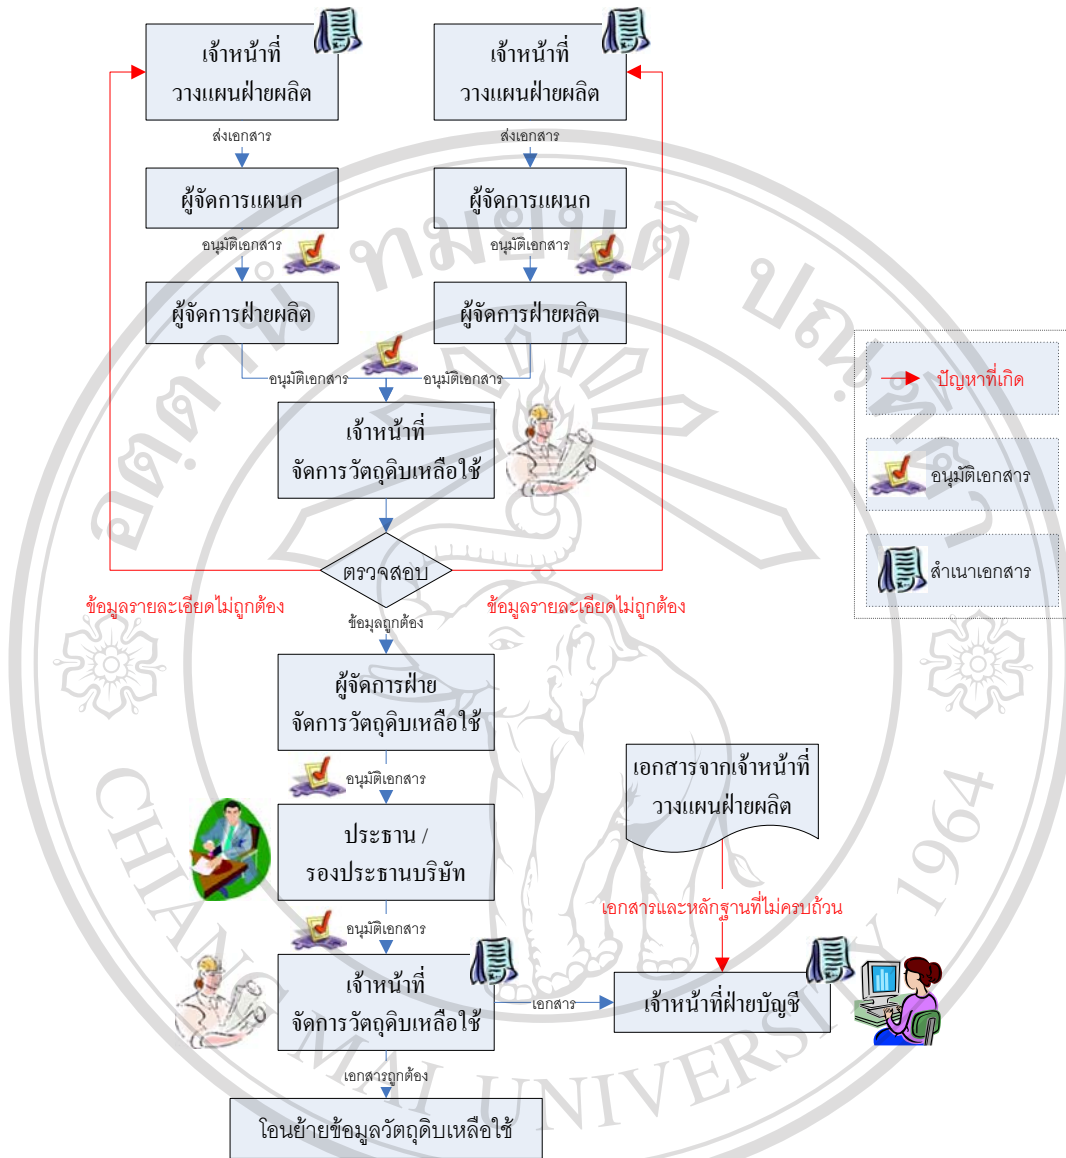 เจ้าหน้าที่
วางแผนฝ่ายผลิต
เจ้าหน้าที่
วางแผนฝ่ายผลิต
ส่งเอกสาร
ส่งเอกสาร
ผู้จัดการแผนก
ผู้จัดการแผนก
อนุมัติเอกสาร
อนุมัติเอกสาร
ผู้จัดการฝ่ายผลิต
ผู้จัดการฝ่ายผลิต
อนุมัติเอกสาร
อนุมัติเอกสาร
เจ้าหน้าที่
จัดการวัตถุดิบเหลือใช้
ปัญหาที่เกิด
อนุมัติเอกสาร
สำเนาเอกสาร
ตรวจสอบ
ข้อมูลรายละเอียดไม่ถูกต้อง
ข้อมูลรายละเอียดไม่ถูกต้อง
ข้อมุลถูกต้อง
ผู้จัดการฝ่าย
จัดการวัตถุดิบเหลือใช้
อนุมัติเอกสาร
เอกสารจากเจ้าหน้าที่
วางแผนฝ่ายผลิต
ประธาน /
รองประธานบริษัท
เอกสารและหลักฐานที่ไม่ครบถ้วน
อนุมัติเอกสาร
เจ้าหน้าที่
จัดการวัตถุดิบเหลือใช้
เอกสาร
เจ้าหน้าที่ฝ่ายบัญชี
เอกสารถูกต้อง
โอนย้ายข้อมูลวัตถุดิบเหลือใช้
อตฺตานํ ทมยนฺติ ปณฺฑิตา
CHIANG MAI UNIVERSITY 1964